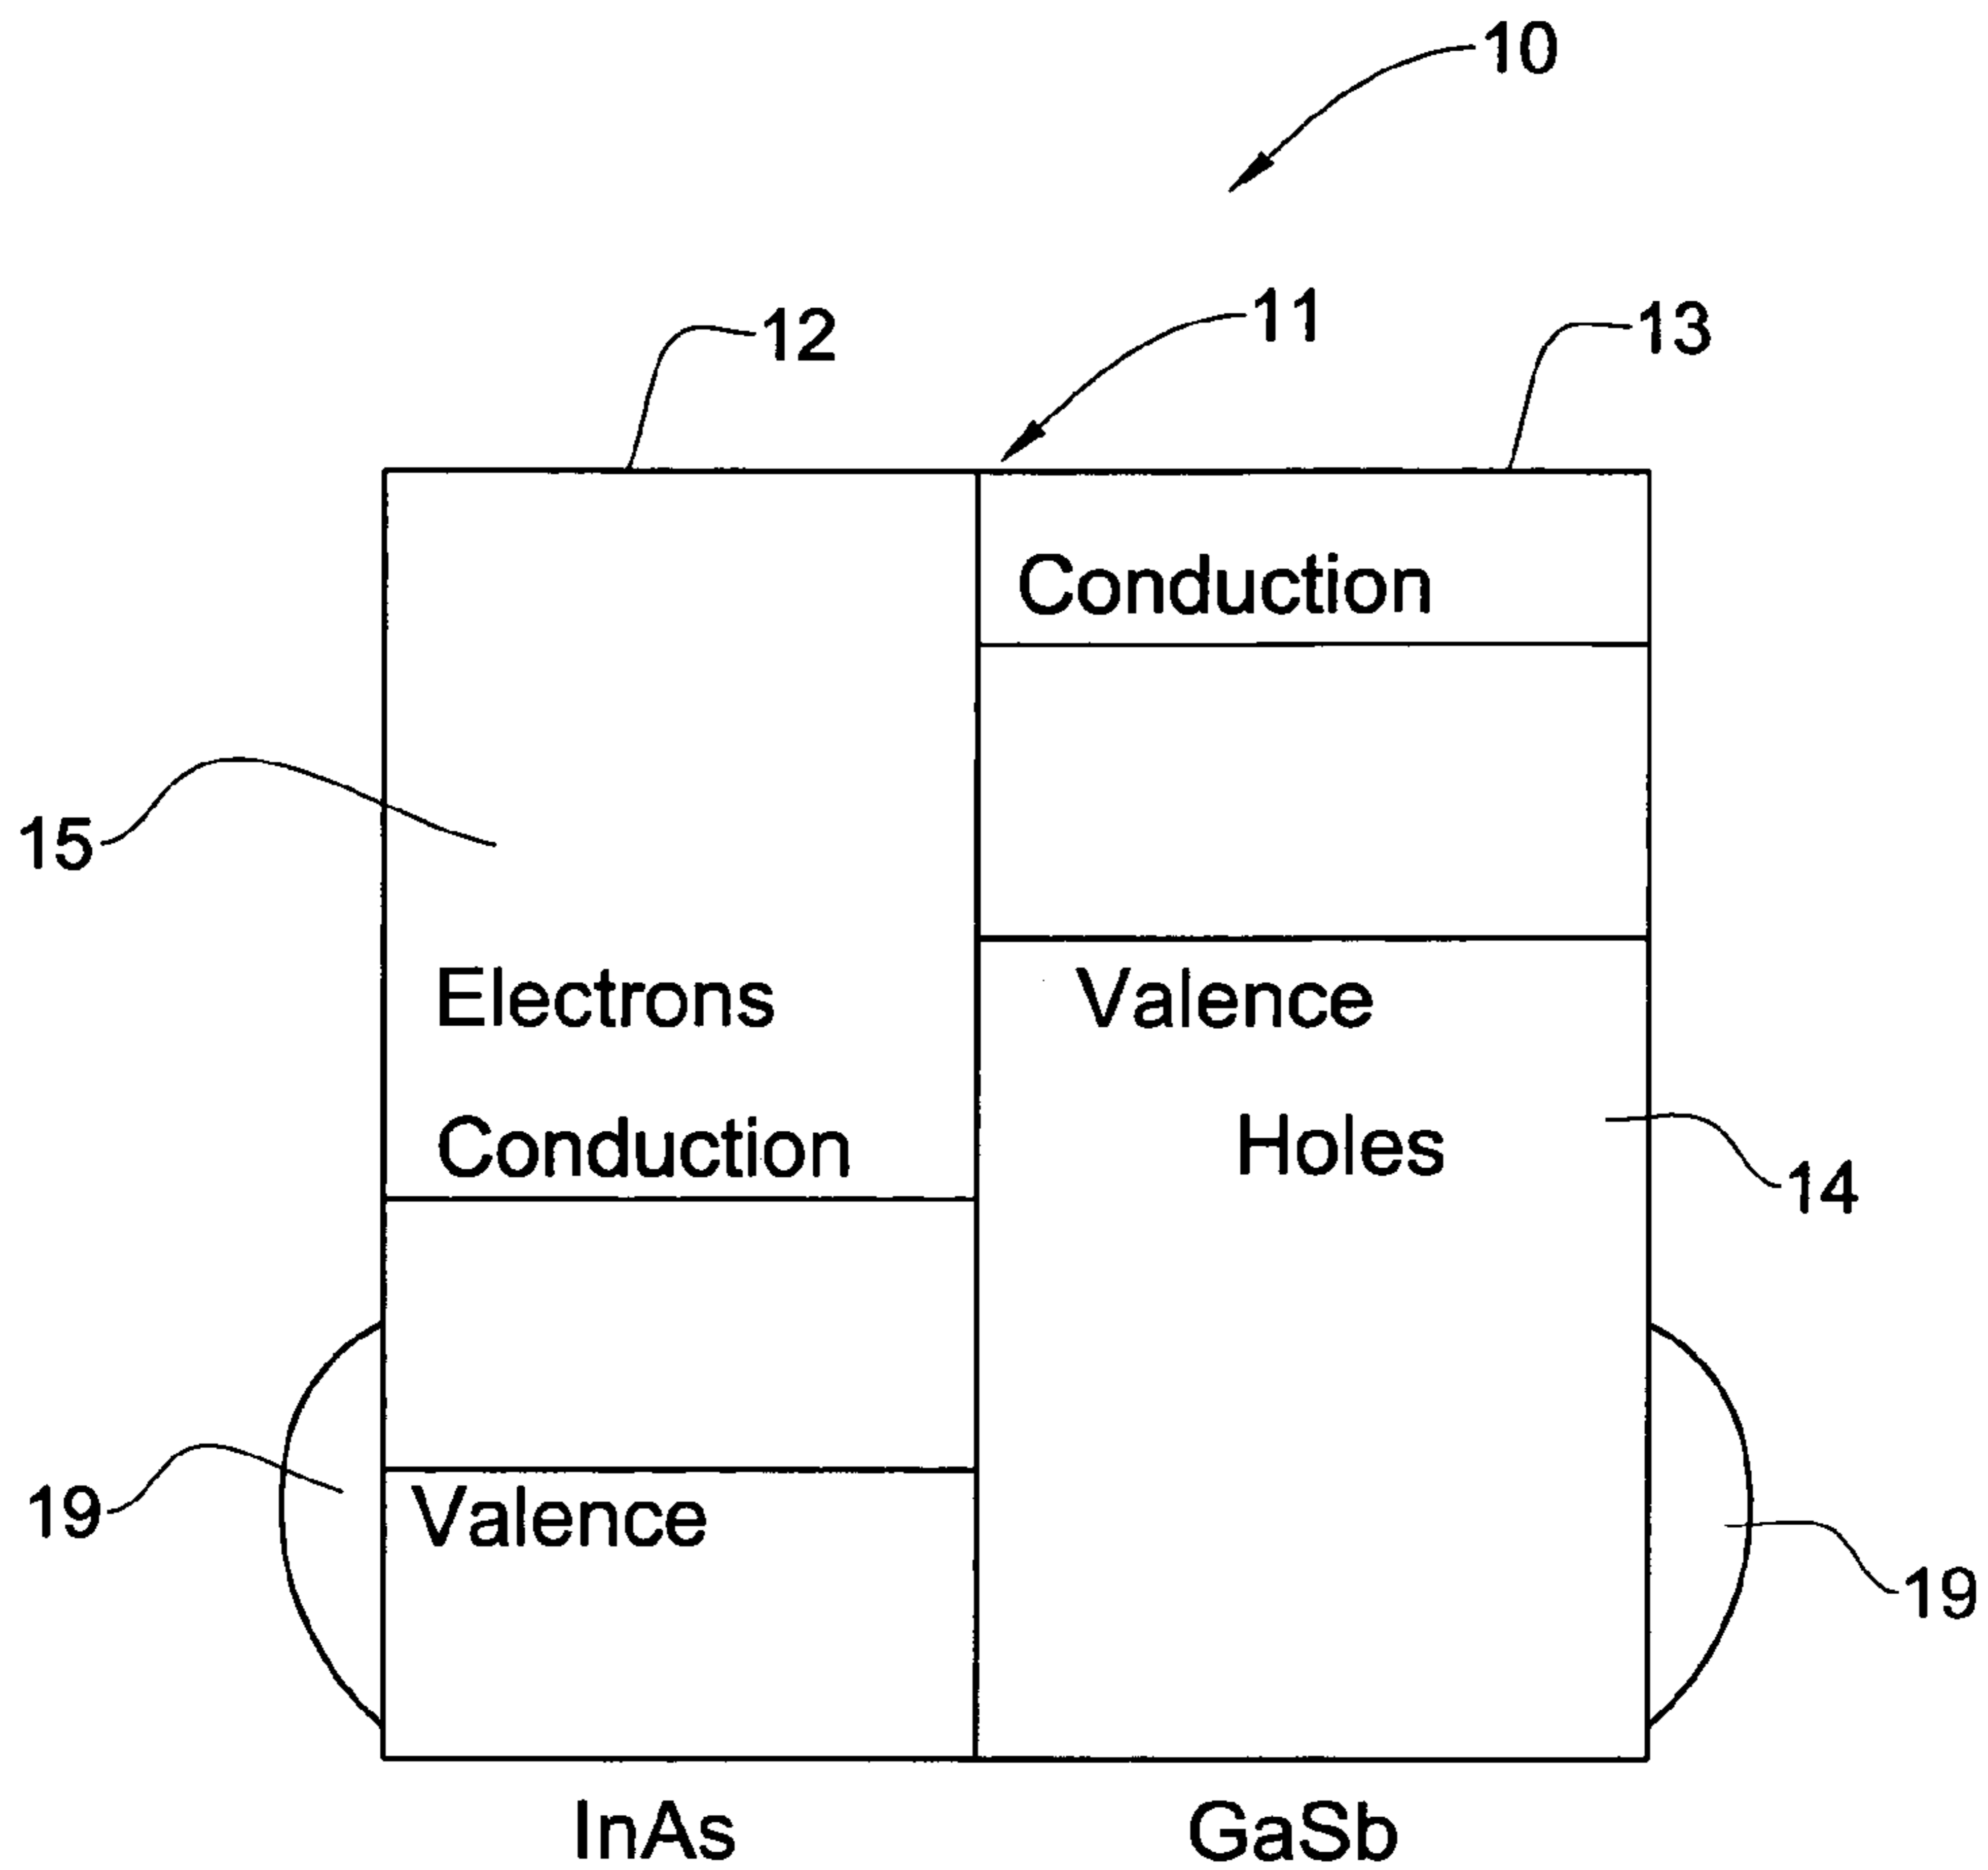 10
11
12
13
Conduction
15
Electrons
Valence
Conduction
Holes
14
Valence
19
19
InAs
GaSb